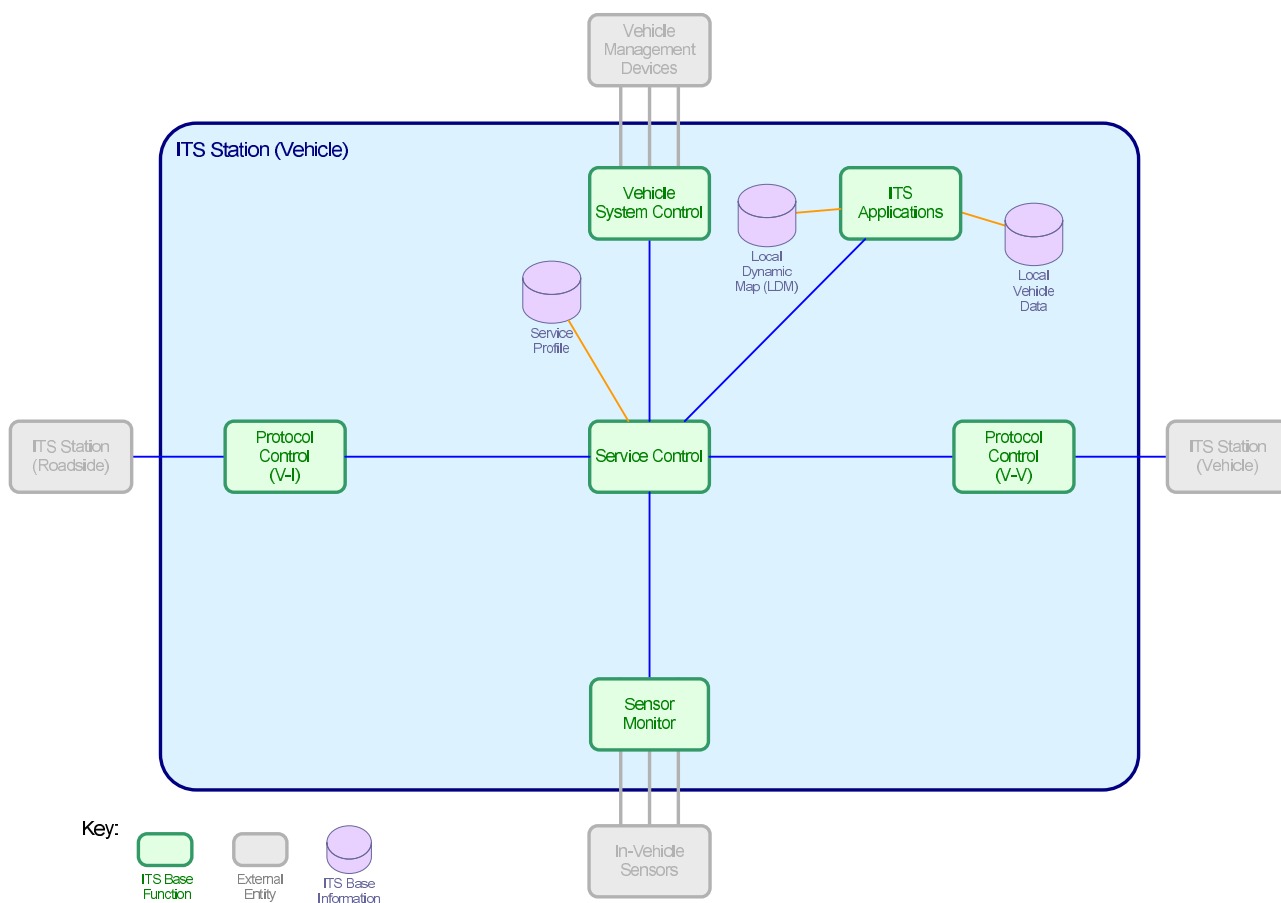 Vehicle
Management
Devices
ITS Station (Vehicle)
Vehicle
System Control
ITS
Applications
Local
Dynamic
Map (LDM)
Local
Vehicle
Data
Service
Profile
ITS Station
(Roadside)
Protocol
Control
(V-I)
Service Control
Protocol
Control
(V-V)
ITS Station
(Vehicle)
Sensor
Monitor
In-Vehicle
Sensors
Key:
ITS Base
Function
External
Entity
ITS Base
Information